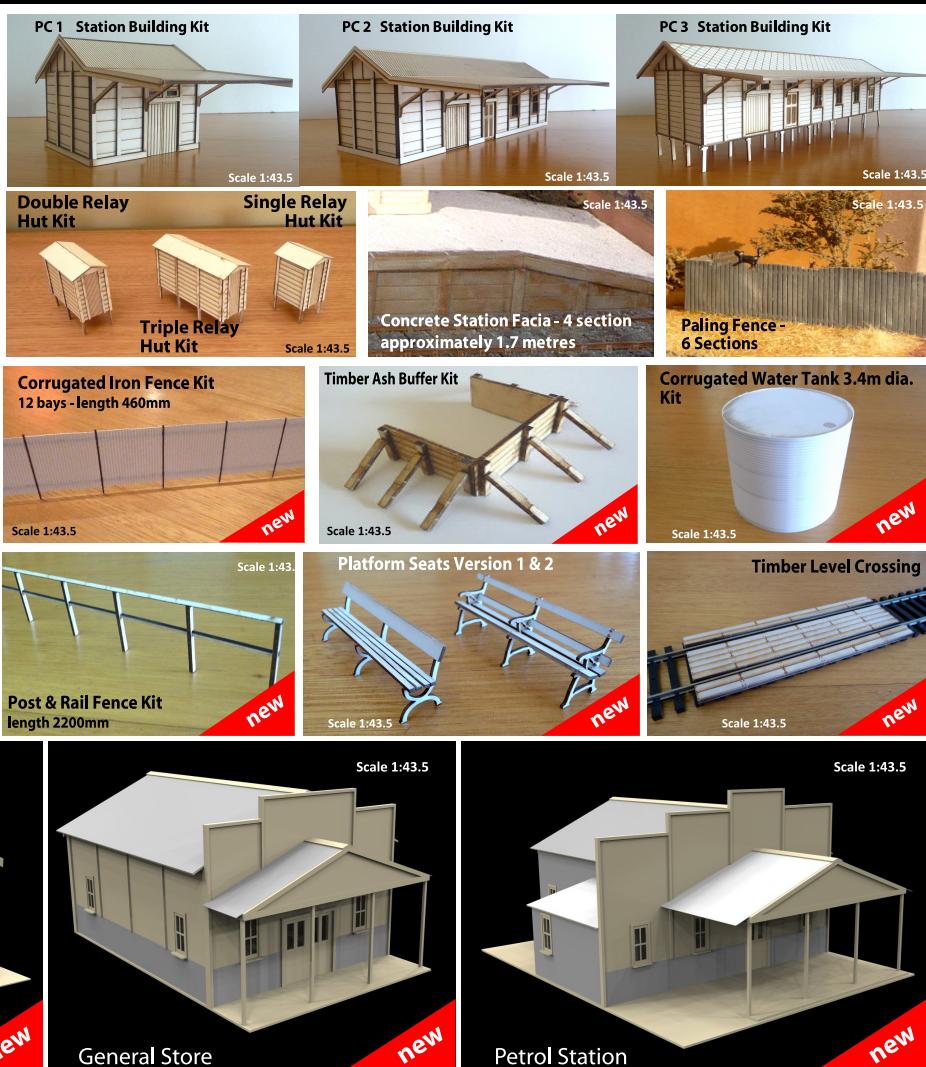 PC 1 Station Building Kit
Scale 1:43.5
PC 2 Station Building Kit
PC 3 Station Building Kit
Scale 1:43.5
Double Relay
Hut Kit
Single Relay
Hut Kit
Triple Relay
Hut Kit
Scale 1:43.5
Scale 1:43.5
Concrete Station Facia - 4 section
approximately 1.7 metres
Scale 1:43.5
Paling Fence -
6 Sections
Corrugated Iron Fence Kit
12 bays - length 460mm
Scale 1:43.5
new
Timber Ash Buffer Kit
Scale 1:43.5
new
Corrugated Water Tank 3.4m dia.
Kit
Scale 1:43.5
new
Scale 1:43.
Post & Rail Fence Kit
length 2200mm
new
Platform Seats Version 1 & 2
Scale 1:43.5
new
Timber Level Crossing
Scale 1:43.5
new
Scale 1:43.5
General Store
new
Scale 1:43.5
Petrol Station
new